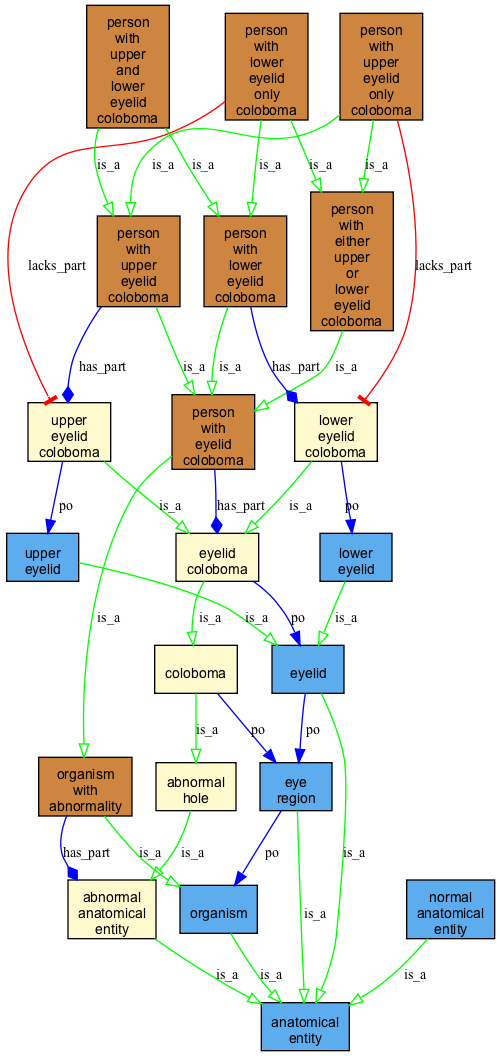 person
with
upper
and
lower
eyelid
coloboma
person
with
lower
eyelid
only
coloboma
person
with
upper
eyelid
only
coloboma
is_a
is_a
is_a
is_a
is_a
is_a
person
with
upper
eyelid
coloboma
person
with
lower
eyelid
coloboma
person
with
either
upper
or
lower
eyelid
coloboma
lacks_part
lacks_part
has_part
is_a
is_a
has_part
is_a
upper
eyelid
coloboma
person
with
eyelid
coloboma
lower
eyelid
coloboma
po
is_a
has_part
is_a
po
upper
eyelid
eyelid
coloboma
lower
eyelid
is_a
is_a
is_a
po
is_a
coloboma
eyelid
is_a
po
po
organism
with
abnormality
abnormal
hole
eye
region
has_part
is_a
is_a
po
is_a
abnormal
anatomical
entity
organism
normal
anatomical
entity
is_a
is_a
is_a
is_a
anatomical
entity